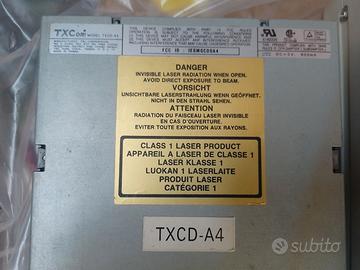 TXCom MODEL TXCD-A4
FCC ID IEBMQCDSA4
DANGER
INVISIBLE LASER RADIATION WHEN OPEN.
AVOID DIRECT EXPOSURE TO BEAM.
VORSICHT
UNSICHTBARE LASERSTRAHLUNG WENN GEÖFFNET.
NICHT IN DEN STRAHL SEHEN.
ATTENTION
RADIATION DU FAISCEAU LASER INVISIBLE
EN CAS D'OUVERTURE.
EVITER TOUTE EXPOSITION AUX RAYONS.
CLASS 1 LASER PRODUCT
APPAREIL A LASER DE CLASSE 1
LASER KLASSE 1
LUOKAN 1 LASERLAITE
PRODUIT LASER
CATÉGORIE 1
TXCD-A4
subito